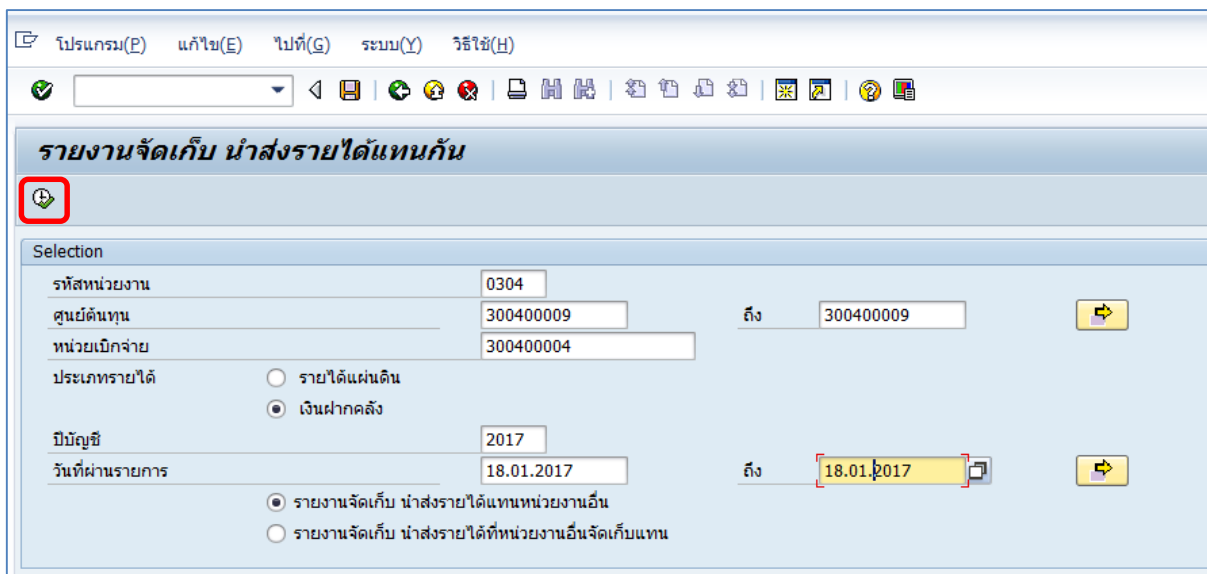 โปรแกรม(P) แก้ไข(E) ไปที่(G) ระบบ(Y) วิธีใช้(H)
รายงานจัดเก็บ นำส่งรายได้แทนกัน
Selection
รหัสหน่วยงาน 0304
ศูนย์ต้นทุน 300400009 ถึง 300400009
หน่วยเบิกจ่าย 300400004
ประเภทรายได้ รายได้แผ่นดิน
เงินฝากคลัง
ปีบัญชี 2017
วันที่ผ่านรายการ 18.01.2017 ถึง 18.01.2017
รายงานจัดเก็บ นำส่งรายได้แทนหน่วยงานอื่น
รายงานจัดเก็บ นำส่งรายได้ที่หน่วยงานอื่นจัดเก็บแทน